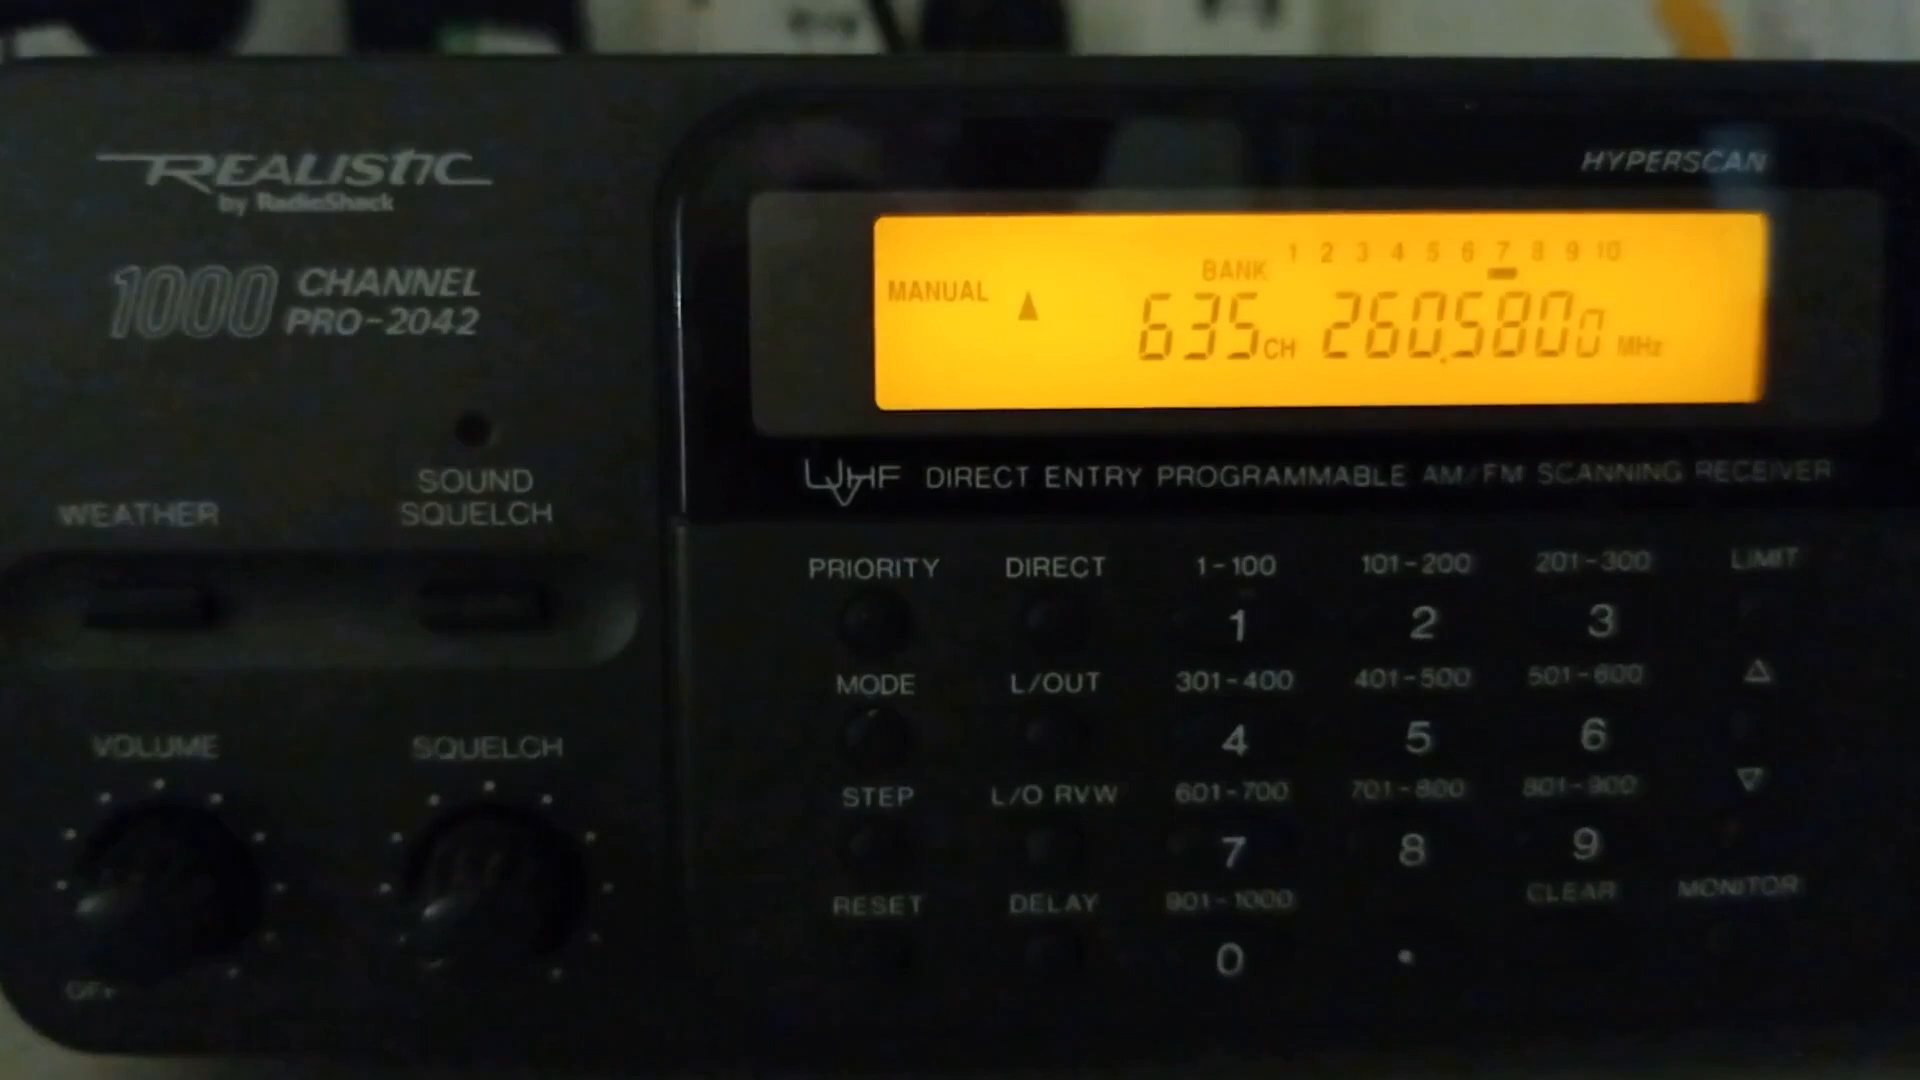 REALISTIC
by RadioShack
1000 CHANNEL
PRO-2042
HYPERSCAN
MANUAL ▲
BANK 1 2 3 4 5 6 7 8 9 10
635 CH 260.5800 MHz
U/VHF DIRECT ENTRY PROGRAMMABLE AM/FM SCANNING RECEIVER
WEATHER
SOUND
SQUELCH
VOLUME
SQUELCH
OFF
PRIORITY DIRECT 1-100 101-200 201-300 LIMIT
1 2 3
MODE L/OUT 301-400 401-500 501-600 △
4 5 6
STEP L/O RVW 601-700 701-800 801-900 ▽
7 8 9
RESET DELAY 901-1000 CLEAR MONITOR
0 .